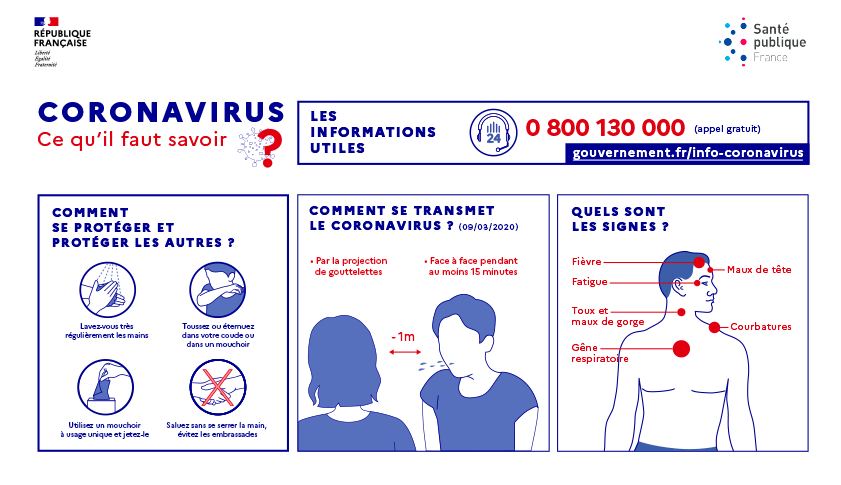 RÉPUBLIQUE
FRANÇAISE
Liberté
Égalité
Fraternité
Santé
publique
France
CORONAVIRUS
Ce qu'il faut savoir
?
LES
INFORMATIONS
UTILES
24
0 800 130 000 (appel gratuit)
gouvernement.fr/info-coronavirus
COMMENT
SE PROTÉGER ET
PROTÉGER LES AUTRES ?
Lavez-vous très
régulièrement les mains
Toussez ou éternuez
dans votre coude ou
dans un mouchoir
Utilisez un mouchoir
à usage unique et jetez-le
Saluez sans se serrer la main,
évitez les embrassades
COMMENT SE TRANSMET
LE CORONAVIRUS ? (09/03/2020)
• Par la projection
de gouttelettes
• Face à face pendant
au moins 15 minutes
-1m
QUELS SONT
LES SIGNES ?
Fièvre
Maux de tête
Fatigue
Toux et
maux de gorge
Courbatures
Gêne
respiratoire